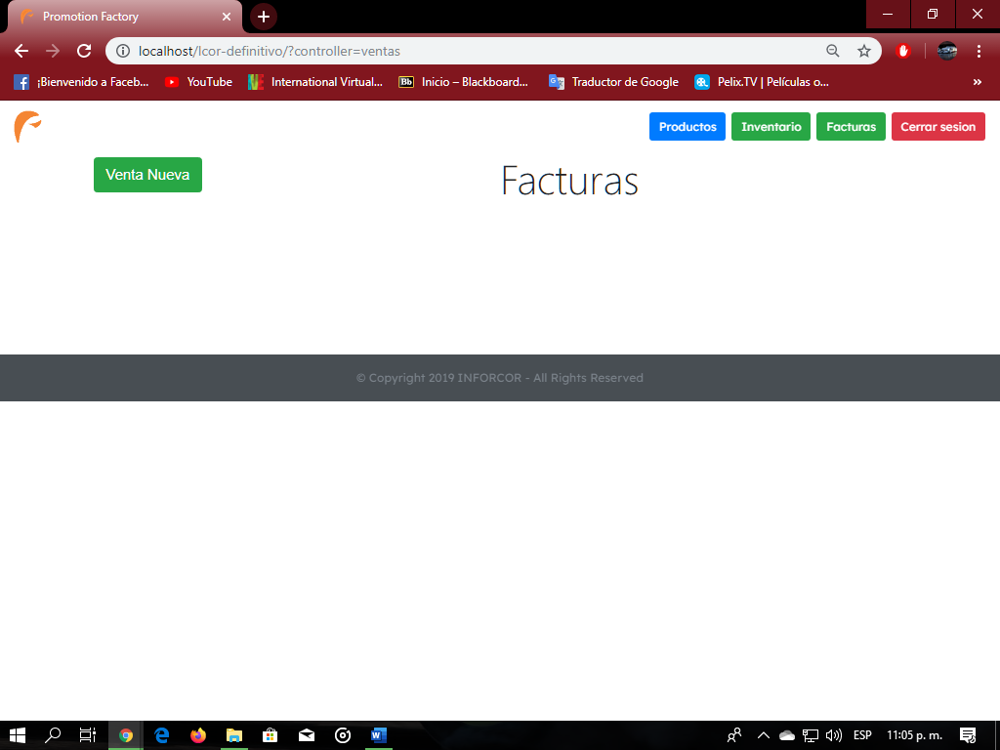 Promotion Factory
localhost/Icor-definitivo/?controller=ventas
¡Bienvenido a Faceb... YouTube International Virtual... Bb Inicio – Blackboard... Traductor de Google Pelix.TV | Películas o... »
Productos Inventario Facturas Cerrar sesion
Venta Nueva Facturas
© Copyright 2019 INFORCOR - All Rights Reserved
ESP 11:05 p. m.